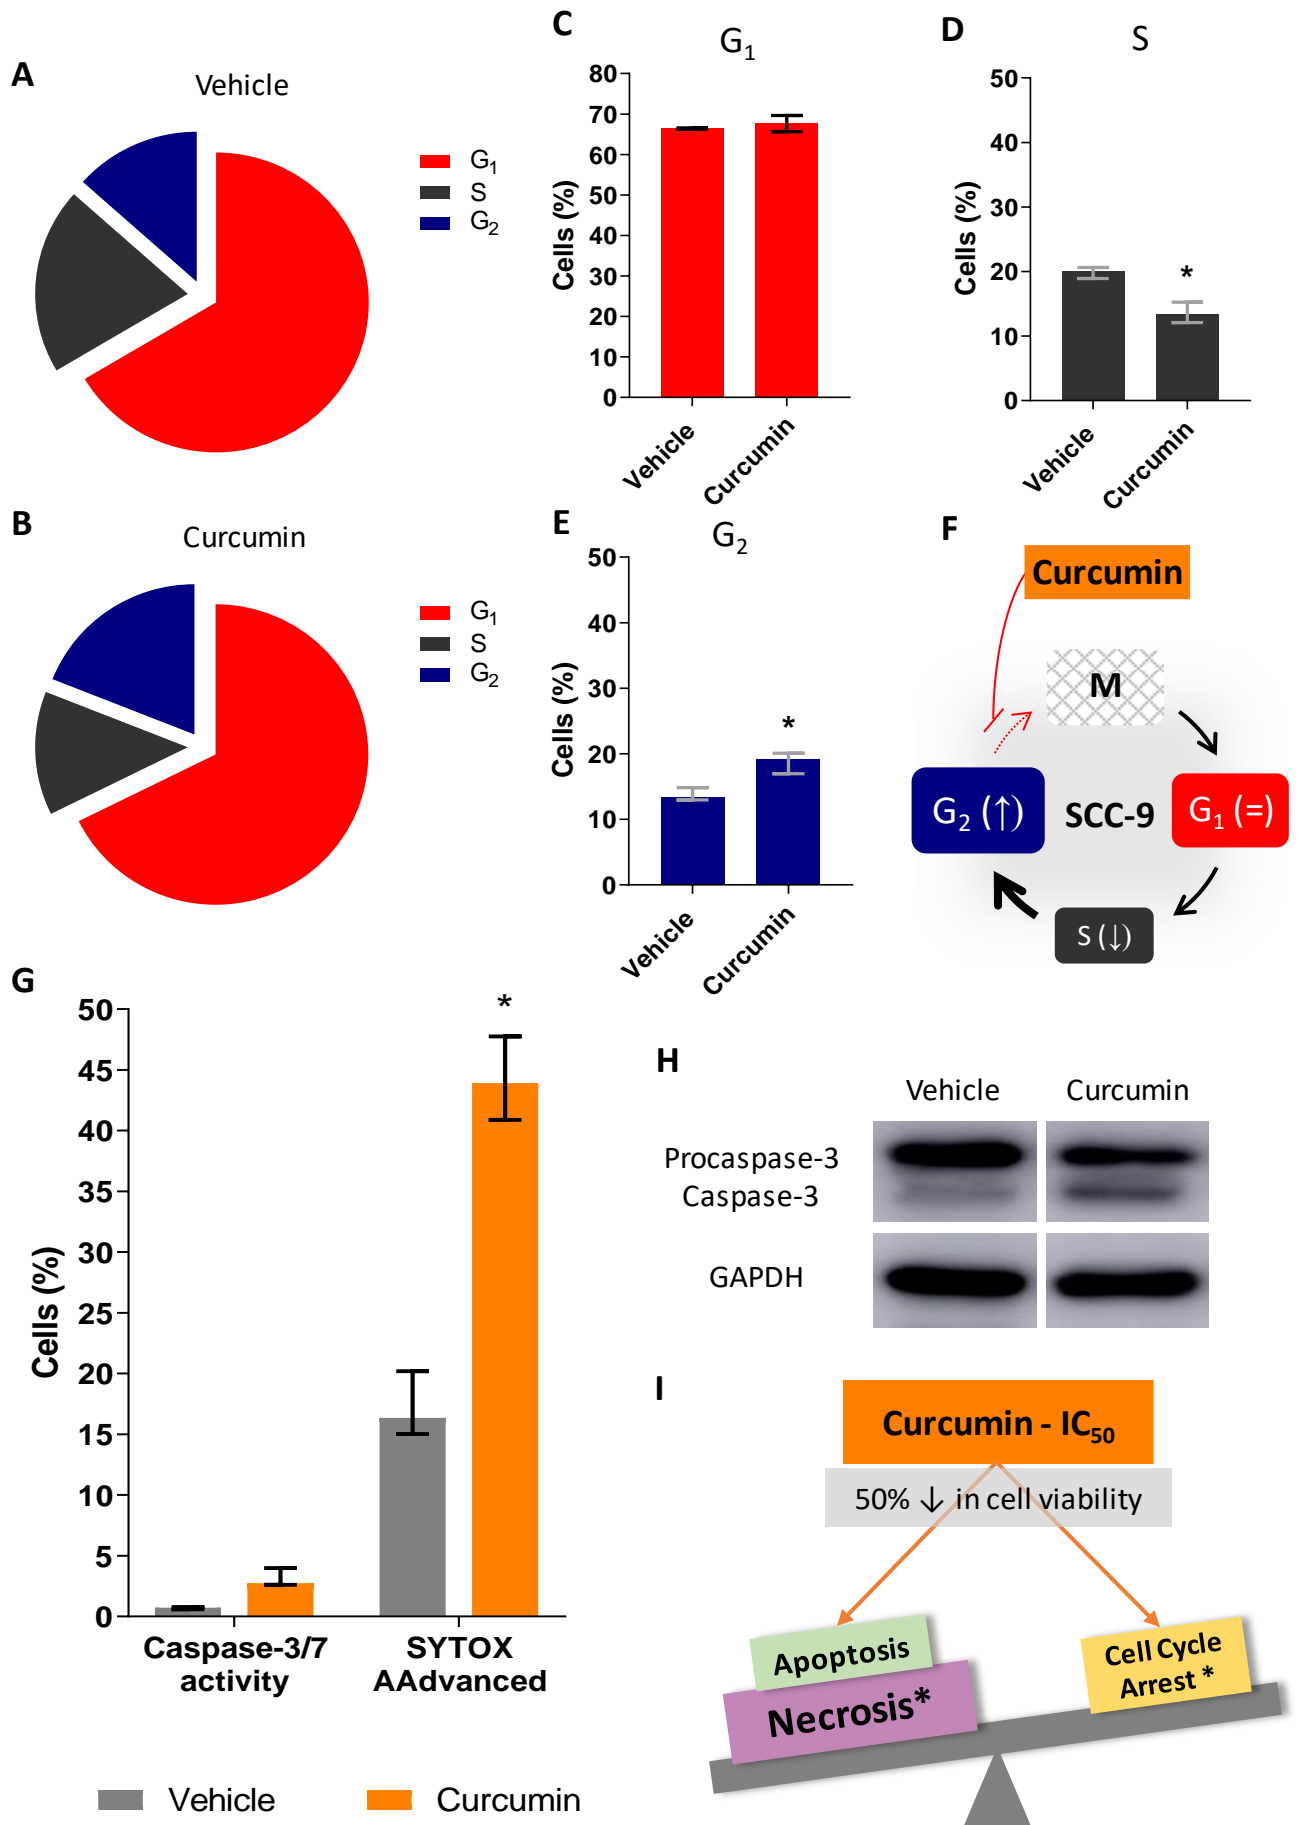 A
Vehicle
G1
S
G2
B
Curcumin
G1
S
G2
C
G1
Cells (%)
80
70
60
50
40
30
20
10
0
Vehicle
Curcumin
D
S
Cells (%)
50
40
30
20
10
0
*
Vehicle
Curcumin
E
G2
Cells (%)
50
40
30
20
10
0
*
Vehicle
Curcumin
F
Curcumin
M
G2 (↑)
SCC-9
G1 (=)
S (↓)
G
Cells (%)
50
45
40
35
30
25
20
15
10
5
0
*
Caspase-3/7
activity
SYTOX
AAdvanced
Vehicle
Curcumin
H
Vehicle
Curcumin
Procaspase-3
Caspase-3
GAPDH
I
Curcumin - IC50
50% ↓ in cell viability
Apoptosis
Necrosis*
Cell Cycle
Arrest *